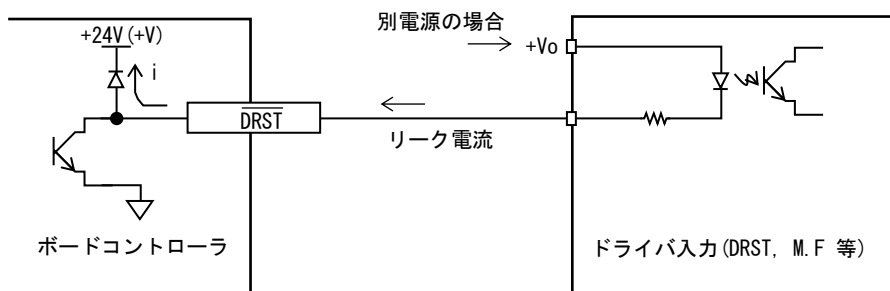 別電源の場合
+24V(+V)
+Vo
i
DRST
リーク電流
ボードコントローラ
ドライバ入力(DRST, M.F 等)